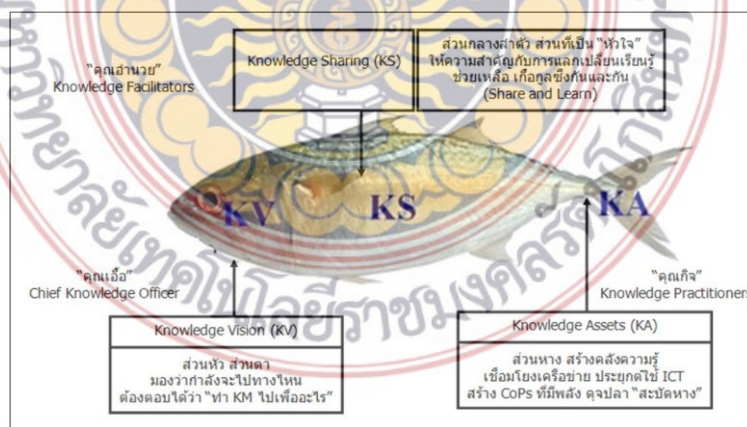 "คุณอำนวย"
Knowledge Facilitators
Knowledge Sharing (KS)
ส่วนกลางลำตัว ส่วนที่เป็น "หัวใจ"
ให้ความสำคัญกับการแลกเปลี่ยนเรียนรู้
ช่วยเหลือ เกื้อกูลซึ่งกันและกัน
(Share and Learn)
KV
KS
KA
"คุณเอื้อ"
Chief Knowledge Officer
"คุณกิจ"
Knowledge Practitioners
Knowledge Vision (KV)
ส่วนหัว ส่วนตา
มองว่ากำลังจะไปทางไหน
ต้องตอบได้ว่า "ทำ KM ไปเพื่ออะไร"
Knowledge Assets (KA)
ส่วนหาง สร้างคลังความรู้
เชื่อมโยงเครือข่าย ประยุกต์ใช้ ICT
สร้าง CoPs ที่มีพลัง ดุจปลา "สะบัดหาง"